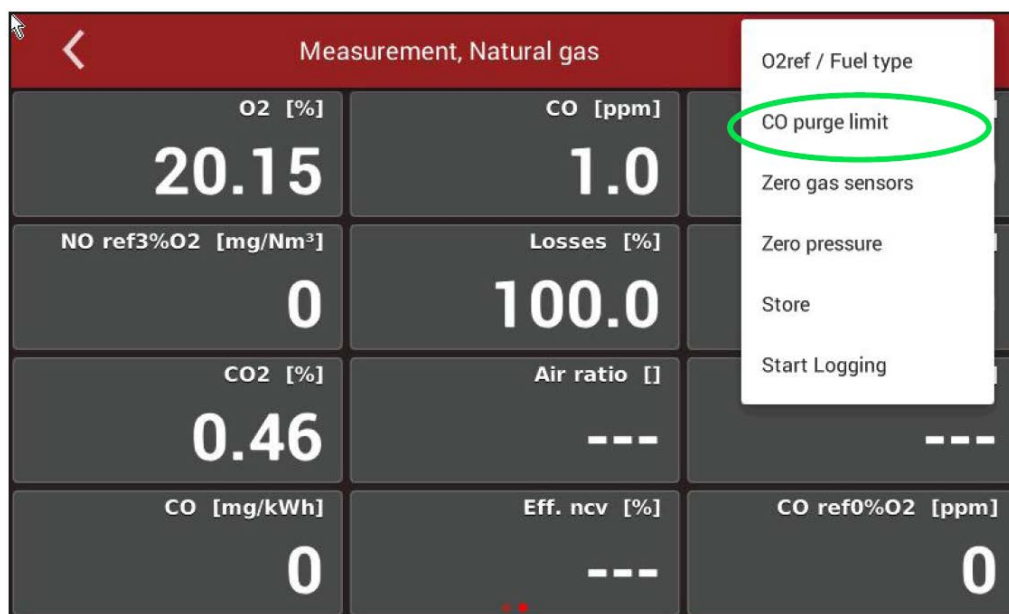 Measurement, Natural gas
O2ref / Fuel type
CO purge limit
Zero gas sensors
Zero pressure
Store
Start Logging
O2 [%]
20.15
CO [ppm]
1.0
NO ref3%O2 [mg/Nm³]
0
Losses [%]
100.0
CO2 [%]
0.46
Air ratio []
---
---
CO [mg/kWh]
0
Eff. ncv [%]
---
CO ref0%O2 [ppm]
0